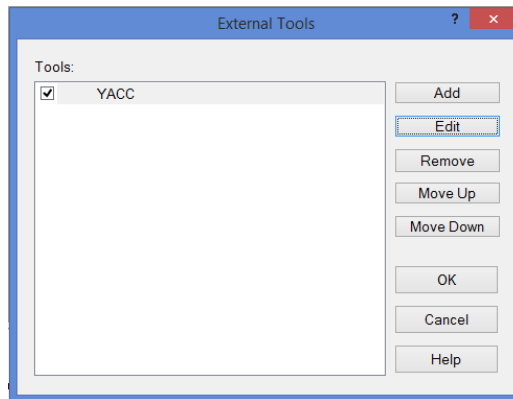 External Tools
?
×
Tools:
YACC
Add
Edit
Remove
Move Up
Move Down
OK
Cancel
Help